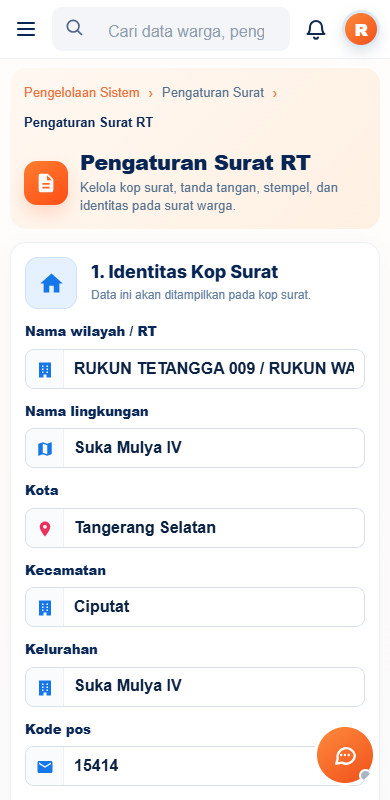 Cari data warga, peng
R
Pengelolaan Sistem › Pengaturan Surat ›
Pengaturan Surat RT
Pengaturan Surat RT
Kelola kop surat, tanda tangan, stempel, dan
identitas pada surat warga.
1. Identitas Kop Surat
Data ini akan ditampilkan pada kop surat.
Nama wilayah / RT
RUKUN TETANGGA 009 / RUKUN WA
Nama lingkungan
Suka Mulya IV
Kota
Tangerang Selatan
Kecamatan
Ciputat
Kelurahan
Suka Mulya IV
Kode pos
15414